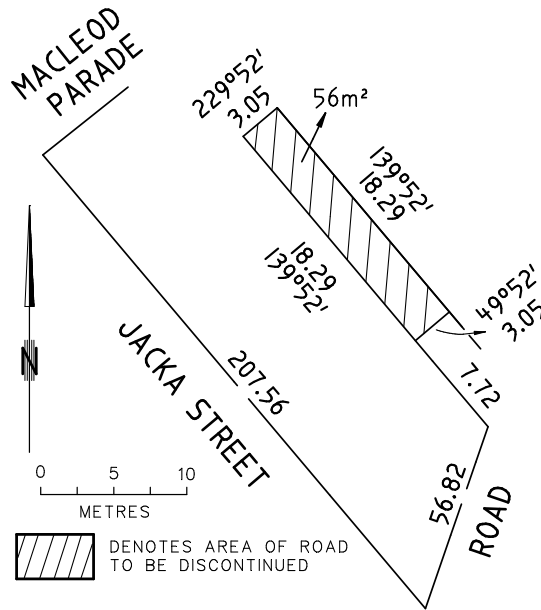 MACLEOD
PARADE
229°52'
3.05
56m²
139°52'
18.29
18.29
139°52'
49°52'
3.05
7.72
207.56
JACKA STREET
56.82
ROAD
N
0 5 10
METRES
DENOTES AREA OF ROAD
TO BE DISCONTINUED